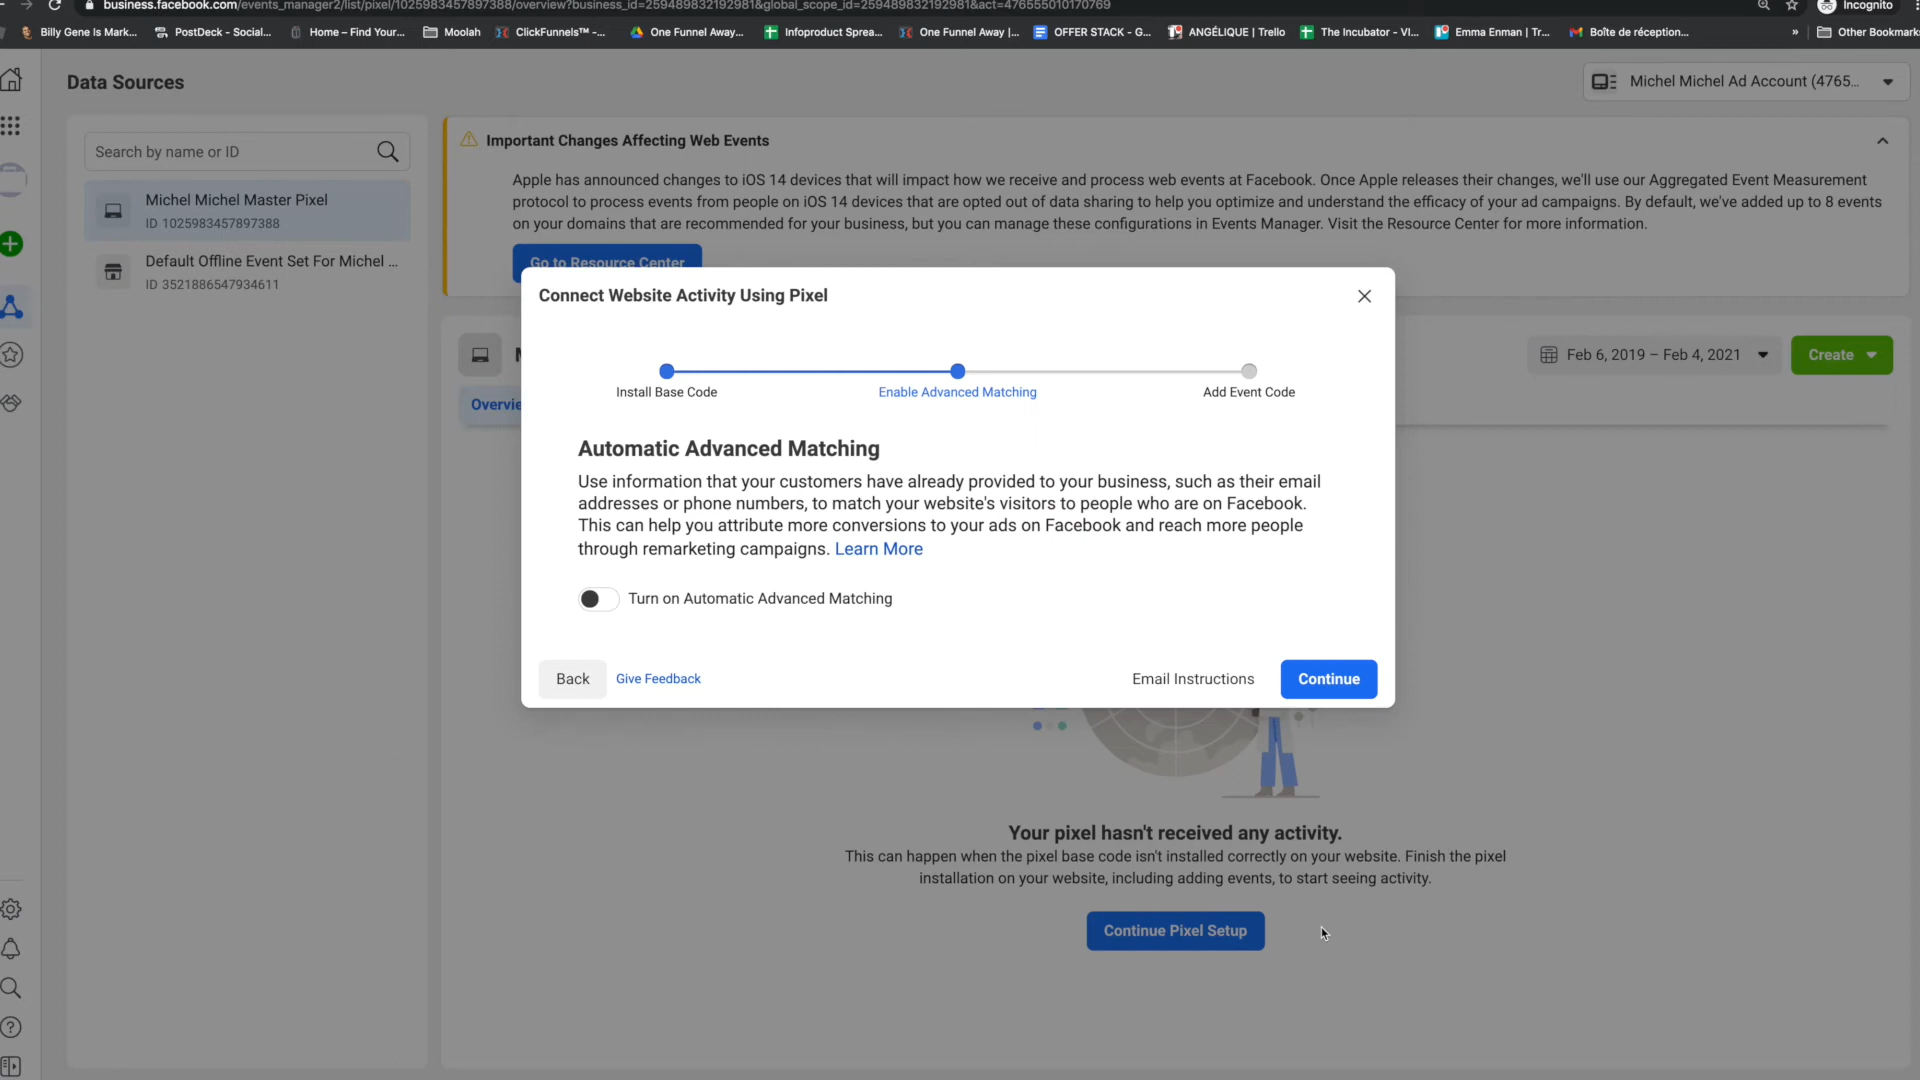 business.facebook.com/events_manager2/list/pixel/1025983457897388/overview?business_id=259489832192981&global_scope_id=259489832192981&act=476555010170769
Incognito
Billy Gene Is Mark...
PostDeck - Social...
Home – Find Your...
Moolah
ClickFunnels™ -...
One Funnel Away...
Infoproduct Sprea...
One Funnel Away |...
OFFER STACK - G...
ANGÉLIQUE | Trello
The Incubator - VI...
Emma Enman | Tr...
Boîte de réception...
»
Other Bookmarks
Data Sources
Michel Michel Ad Account (4765...
Search by name or ID
Michel Michel Master Pixel
ID 1025983457897388
Default Offline Event Set For Michel ...
ID 3521886547934611
Important Changes Affecting Web Events
Apple has announced changes to iOS 14 devices that will impact how we receive and process web events at Facebook. Once Apple releases their changes, we'll use our Aggregated Event Measurement
protocol to process events from people on iOS 14 devices that are opted out of data sharing to help you optimize and understand the efficacy of your ad campaigns. By default, we've added up to 8 events
on your domains that are recommended for your business, but you can manage these configurations in Events Manager. Visit the Resource Center for more information.
Go to Resource Center
Feb 6, 2019 – Feb 4, 2021
Create
Connect Website Activity Using Pixel
Install Base Code
Enable Advanced Matching
Add Event Code
Automatic Advanced Matching
Use information that your customers have already provided to your business, such as their email
addresses or phone numbers, to match your website's visitors to people who are on Facebook.
This can help you attribute more conversions to your ads on Facebook and reach more people
through remarketing campaigns. Learn More
Turn on Automatic Advanced Matching
Back
Give Feedback
Email Instructions
Continue
Your pixel hasn't received any activity.
This can happen when the pixel base code isn't installed correctly on your website. Finish the pixel
installation on your website, including adding events, to start seeing activity.
Continue Pixel Setup